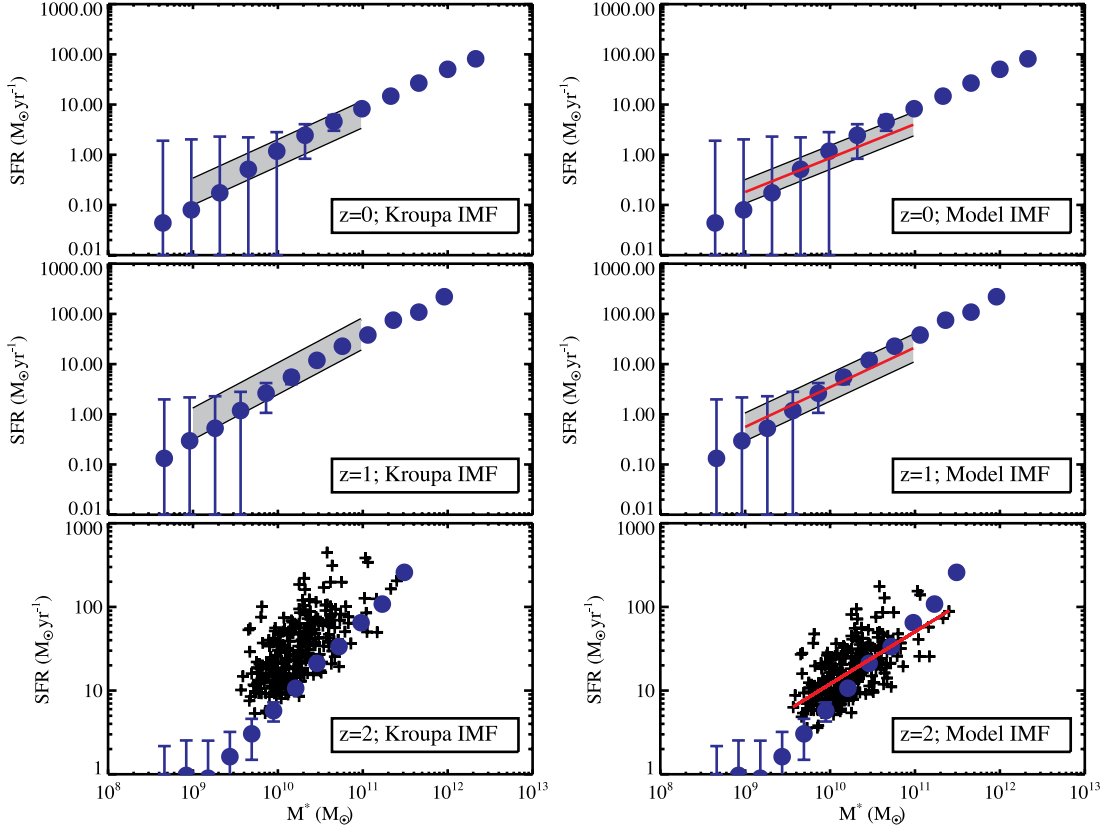 1000.00
100.00
10.00
1.00
0.10
0.01
SFR (M☉yr⁻¹)
z=0; Kroupa IMF
1000.00
100.00
10.00
1.00
0.10
0.01
SFR (M☉yr⁻¹)
z=0; Model IMF
1000.00
100.00
10.00
1.00
0.10
0.01
SFR (M☉yr⁻¹)
z=1; Kroupa IMF
1000.00
100.00
10.00
1.00
0.10
0.01
SFR (M☉yr⁻¹)
z=1; Model IMF
1000
100
10
1
SFR (M☉yr⁻¹)
z=2; Kroupa IMF
10⁸ 10⁹ 10¹⁰ 10¹¹ 10¹² 10¹³
M* (M☉)
1000
100
10
1
SFR (M☉yr⁻¹)
z=2; Model IMF
10⁸ 10⁹ 10¹⁰ 10¹¹ 10¹² 10¹³
M* (M☉)